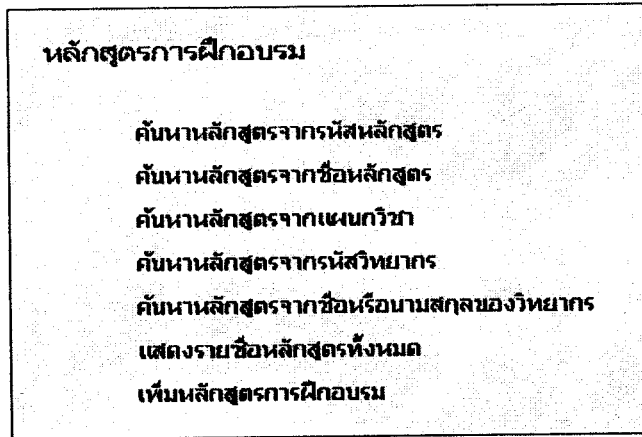 หลักสูตรการฝึกอบรม
ค้นหาหลักสูตรจากรหัสหลักสูตร
ค้นหาหลักสูตรจากชื่อหลักสูตร
ค้นหาหลักสูตรจากแผนกวิชา
ค้นหาหลักสูตรจากรหัสวิทยากร
ค้นหาหลักสูตรจากชื่อหรือนามสกุลของวิทยากร
แสดงรายชื่อหลักสูตรทั้งหมด
เพิ่มหลักสูตรการฝึกอบรม